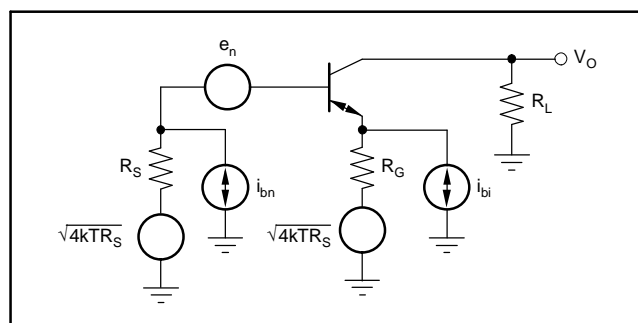 e_n
V_O
R_L
R_S
i_bn
R_G
i_bi
√4kTR_S
√4kTR_S